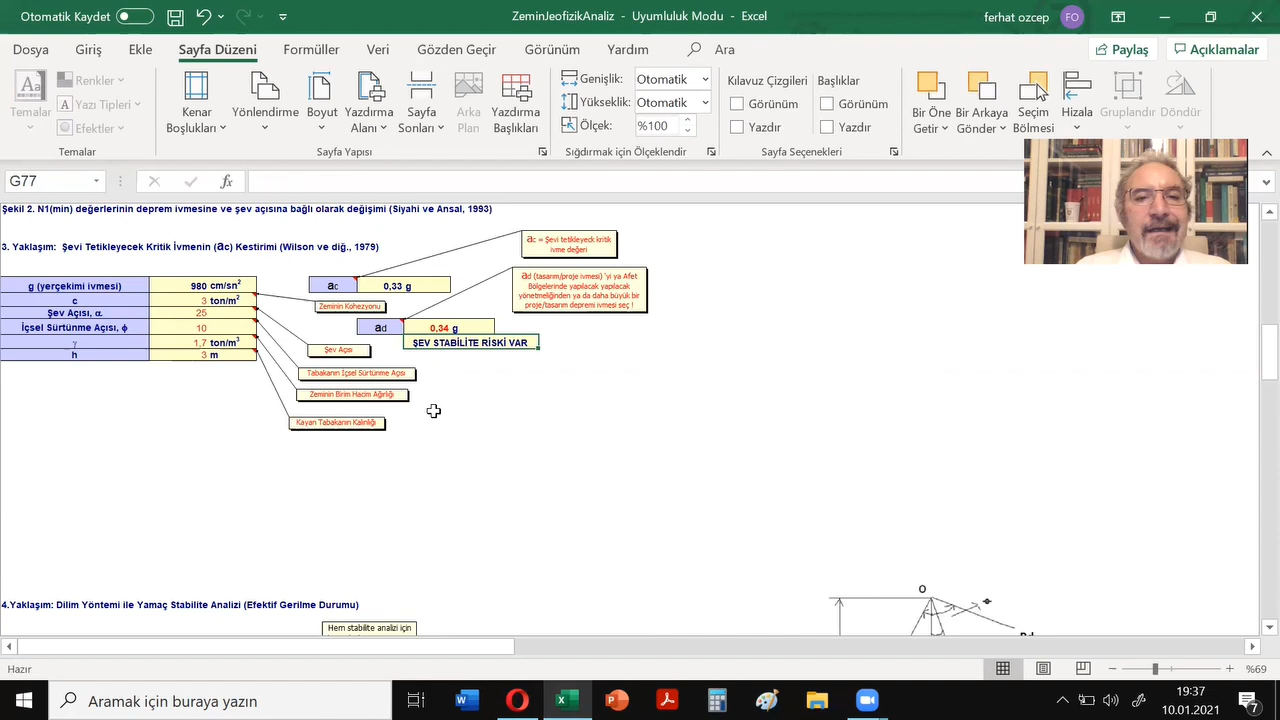 Otomatik Kaydet
ZeminJeofizikAnaliz - Uyumluluk Modu - Excel
ferhat ozcep
FO
Dosya
Giriş
Ekle
Sayfa Düzeni
Formüller
Veri
Gözden Geçir
Görünüm
Yardım
Ara
Paylaş
Açıklamalar
Temalar
Renkler
Yazı Tipleri
Efektler
Kenar Boşlukları
Yönlendirme
Boyut
Yazdırma Alanı
Sayfa Sonları
Arka Plan
Yazdırma Başlıkları
Genişlik: Otomatik
Yükseklik: Otomatik
Ölçek: %100
Kılavuz Çizgileri
Görünüm
Yazdır
Başlıklar
Görünüm
Yazdır
Bir Öne Getir
Bir Arkaya Gönder
Seçim Bölmesi
Hizala
Gruplandır
Döndür
Temalar
Sayfa Yapısı
Sığdırmak için Ölçeklendir
Sayfa Seçenekleri
G77
fx
Şekil 2. N1(min) değerlerinin deprem ivmesine ve şev açısına bağlı olarak değişimi (Siyahi ve Ansal, 1993)
3. Yaklaşım: Şevi Tetikleyecek Kritik İvmenin (ac) Kestirimi (Wilson ve diğ., 1979)
ac = Şevi tetikleyeck kritik
ivme değeri
g (yerçekimi ivmesi) 980 cm/sn²
ac 0,33 g
ad (tasarım/proje ivmesi) 'yi ya Afet
Bölgelerinde yapılacak yapılacak
yönetmeliğinden ya da daha büyük bir
proje/tasarım depremi ivmesi seç !
c 3 ton/m²
Zeminin Kohezyonu
Şev Açısı, α 25
İçsel Sürtünme Açısı, ϕ 10
ad 0,34 g
γ 1,7 ton/m³
ŞEV STABİLİTE RİSKİ VAR
h 3 m
Şev Açısı
Tabakanın İçsel Sürtünme Açısı
Zeminin Birim Hacim Ağırlığı
Kayan Tabakanın Kalınlığı
4.Yaklaşım: Dilim Yöntemi ile Yamaç Stabilite Analizi (Efektif Gerilme Durumu)
O
Hem stabilite analizi için
Hazır
%69
Aramak için buraya yazın
19:37
10.01.2021
7